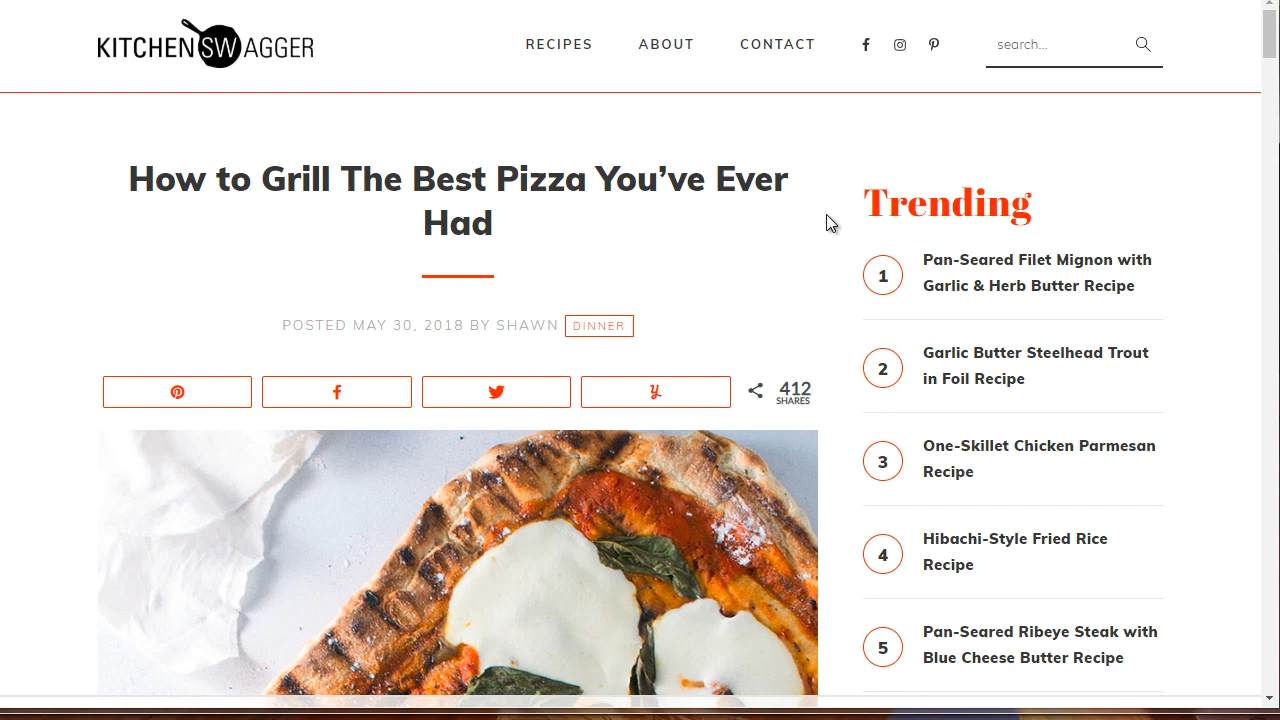 KITCHENSWAGGER
RECIPES
ABOUT
CONTACT
search...
How to Grill The Best Pizza You’ve Ever
Had
POSTED MAY 30, 2018 BY SHAWN
DINNER
412
SHARES
Trending
1
Pan-Seared Filet Mignon with
Garlic & Herb Butter Recipe
2
Garlic Butter Steelhead Trout
in Foil Recipe
3
One-Skillet Chicken Parmesan
Recipe
4
Hibachi-Style Fried Rice
Recipe
5
Pan-Seared Ribeye Steak with
Blue Cheese Butter Recipe